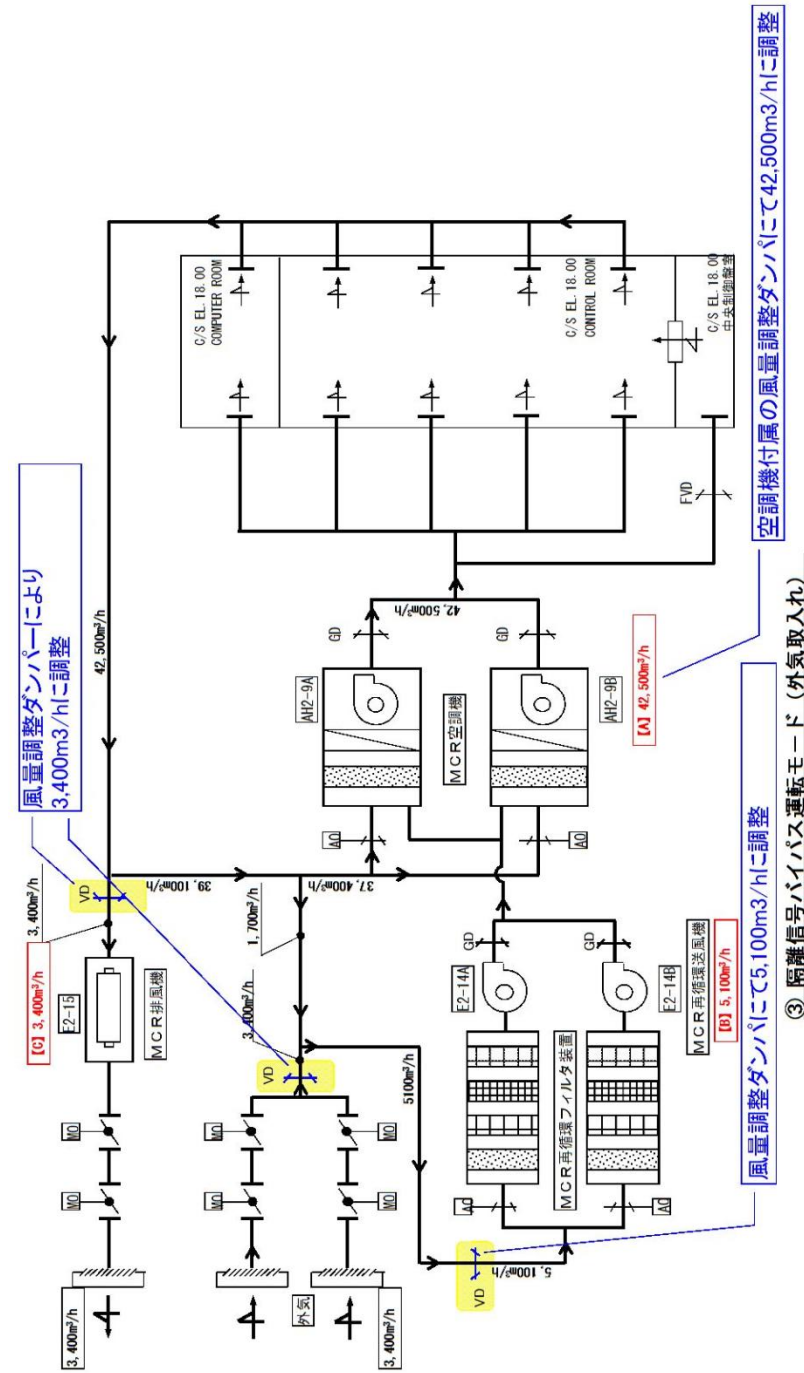 風量調整ダンパーにより
3,400m3/hに調整
42,500m³/h
VD
3,400m³/h
【C】3,400m³/h
E2-15
MCR排風機
MO
MO
3,400m³/h
39,100m³/h
1,700m³/h
3,400m³/h
VD
MO
MO
MO
MO
外気
3,400m³/h
37,400m³/h
5100m³/h
VD
5,100m³/h
AO
AO
MCR再循環フィルタ装置
E2-14A
GD
GD
E2-14B
MCR再循環送風機
【B】5,100m³/h
風量調整ダンパにて5,100m3/hに調整
AO
AO
AH2-9A
MCR空調機
AH2-9B
【A】42,500m³/h
GD
GD
42,500m³/h
FVD
C/S EL.18.00
COMPUTER ROOM
C/S EL.18.00
CONTROL ROOM
C/S EL.18.00
中央制御盤室
空調機付属の風量調整ダンパにて42,500m3/hに調整
③ 隔離信号バイパス運転モード（外気取入れ）